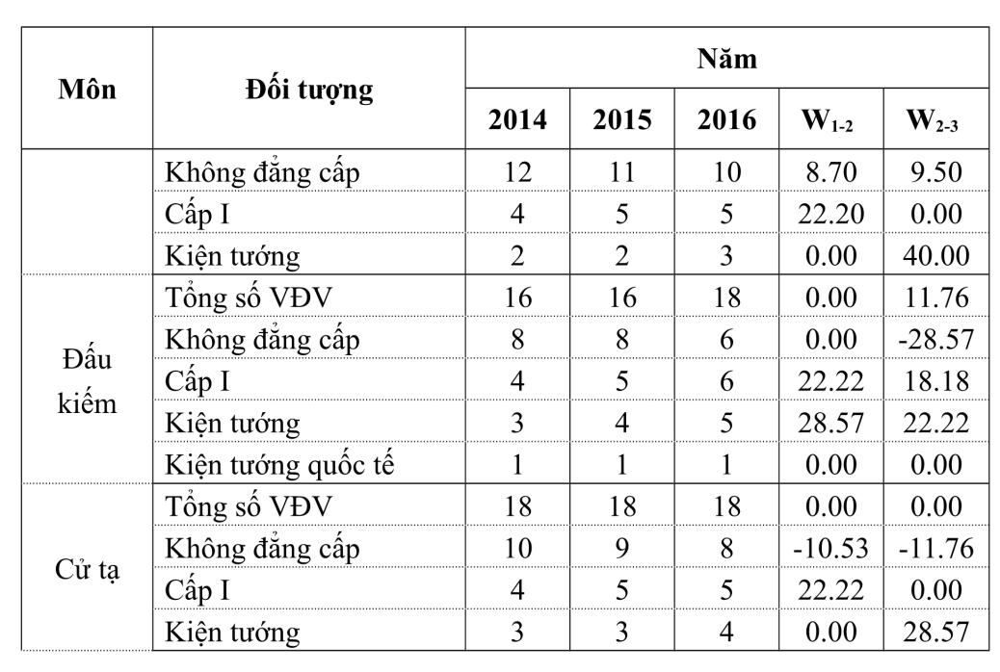 Môn Đối tượng Năm
2014 2015 2016 W1-2 W2-3
Không đẳng cấp 12 11 10 8.70 9.50
Cấp I 4 5 5 22.20 0.00
Kiện tướng 2 2 3 0.00 40.00
Đấu kiếm Tổng số VĐV 16 16 18 0.00 11.76
Không đẳng cấp 8 8 6 0.00 -28.57
Cấp I 4 5 6 22.22 18.18
Kiện tướng 3 4 5 28.57 22.22
Kiện tướng quốc tế 1 1 1 0.00 0.00
Cử tạ Tổng số VĐV 18 18 18 0.00 0.00
Không đẳng cấp 10 9 8 -10.53 -11.76
Cấp I 4 5 5 22.22 0.00
Kiện tướng 3 3 4 0.00 28.57